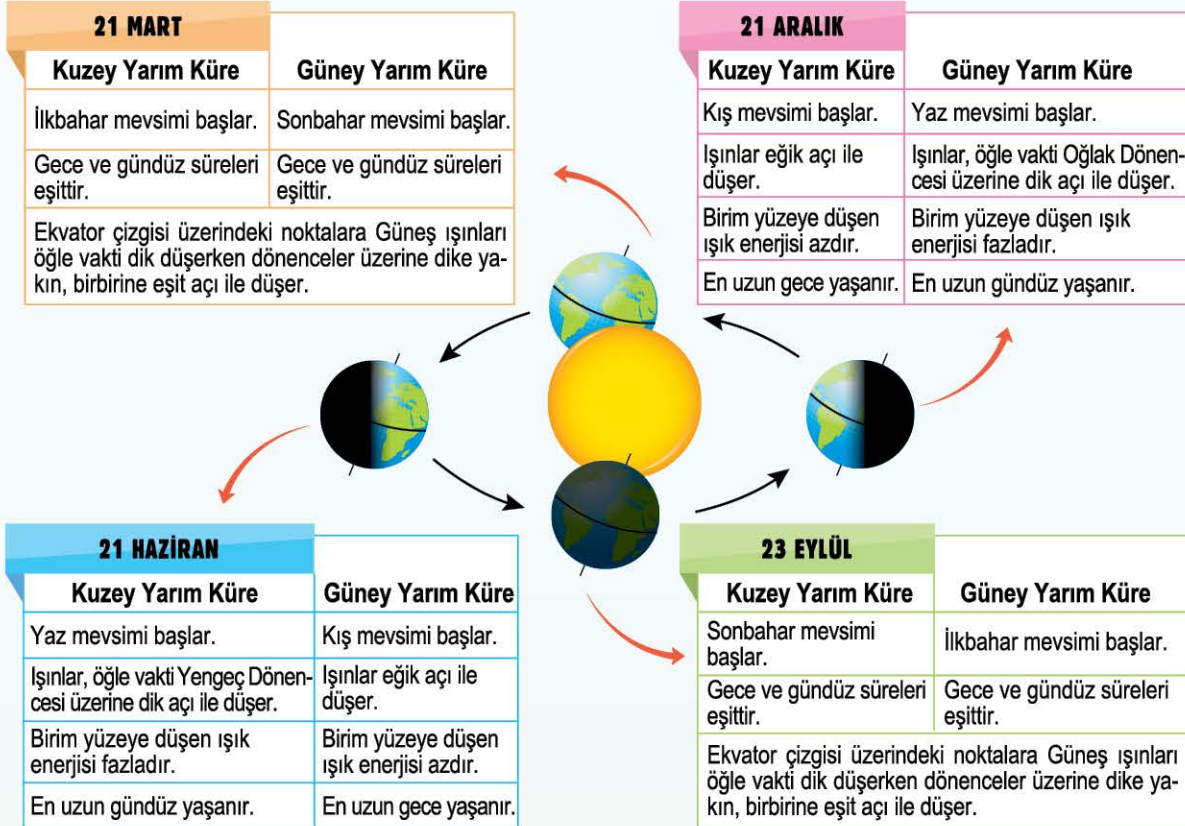 21 MART
Kuzey Yarım Küre
Güney Yarım Küre
İlkbahar mevsimi başlar.
Sonbahar mevsimi başlar.
Gece ve gündüz süreleri
eşittir.
Gece ve gündüz süreleri
eşittir.
Ekvator çizgisi üzerindeki noktalara Güneş ışınları
öğle vakti dik düşerken dönenceler üzerine dike ya-
kın, birbirine eşit açı ile düşer.
21 ARALIK
Kuzey Yarım Küre
Güney Yarım Küre
Kış mevsimi başlar.
Yaz mevsimi başlar.
Işınlar eğik açı ile
düşer.
Işınlar, öğle vakti Oğlak Dönen-
cesi üzerine dik açı ile düşer.
Birim yüzeye düşen
ışık enerjisi azdır.
Birim yüzeye düşen ışık
enerjisi fazladır.
En uzun gece yaşanır.
En uzun gündüz yaşanır.
21 HAZİRAN
Kuzey Yarım Küre
Güney Yarım Küre
Yaz mevsimi başlar.
Kış mevsimi başlar.
Işınlar, öğle vakti Yengeç Dönen-
cesi üzerine dik açı ile düşer.
Işınlar eğik açı ile
düşer.
Birim yüzeye düşen ışık
enerjisi fazladır.
Birim yüzeye düşen
ışık enerjisi azdır.
En uzun gündüz yaşanır.
En uzun gece yaşanır.
23 EYLÜL
Kuzey Yarım Küre
Güney Yarım Küre
Sonbahar mevsimi
başlar.
İlkbahar mevsimi başlar.
Gece ve gündüz süreleri
eşittir.
Gece ve gündüz süreleri
eşittir.
Ekvator çizgisi üzerindeki noktalara Güneş ışınları
öğle vakti dik düşerken dönenceler üzerine dike ya-
kın, birbirine eşit açı ile düşer.